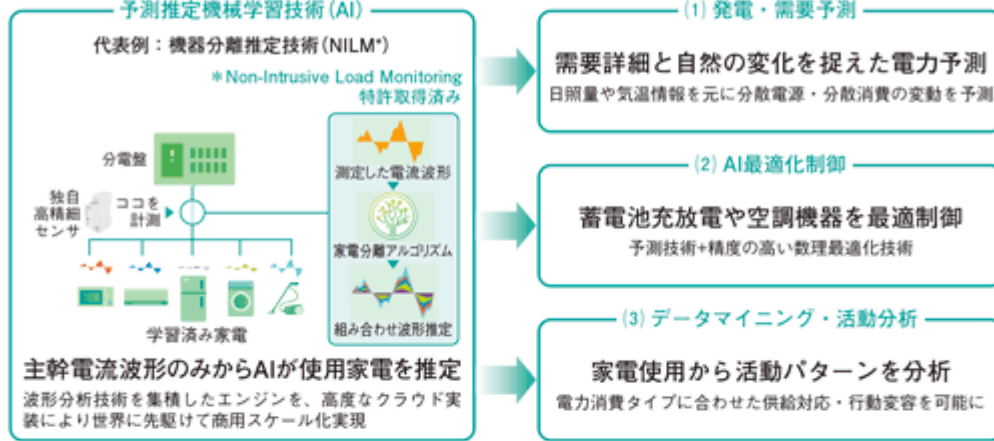 予測推定機械学習技術(AI)
代表例：機器分離推定技術(NILM*)
＊Non-Intrusive Load Monitoring
特許取得済み
分電盤
独自
高精細
センサ
ココを
計測
測定した電流波形
家電分離アルゴリズム
組み合わせ波形推定
学習済み家電
主幹電流波形のみからAIが使用家電を推定
波形分析技術を集積したエンジンを、高度なクラウド実
装により世界に先駆けて商用スケール化実現
(1) 発電・需要予測
需要詳細と自然の変化を捉えた電力予測
日照量や気温情報を元に分散電源・分散消費の変動を予測
(2) AI最適化制御
蓄電池充放電や空調機器を最適制御
予測技術+精度の高い数理最適化技術
(3) データマイニング・活動分析
家電使用から活動パターンを分析
電力消費タイプに合わせた供給対応・行動変容を可能に